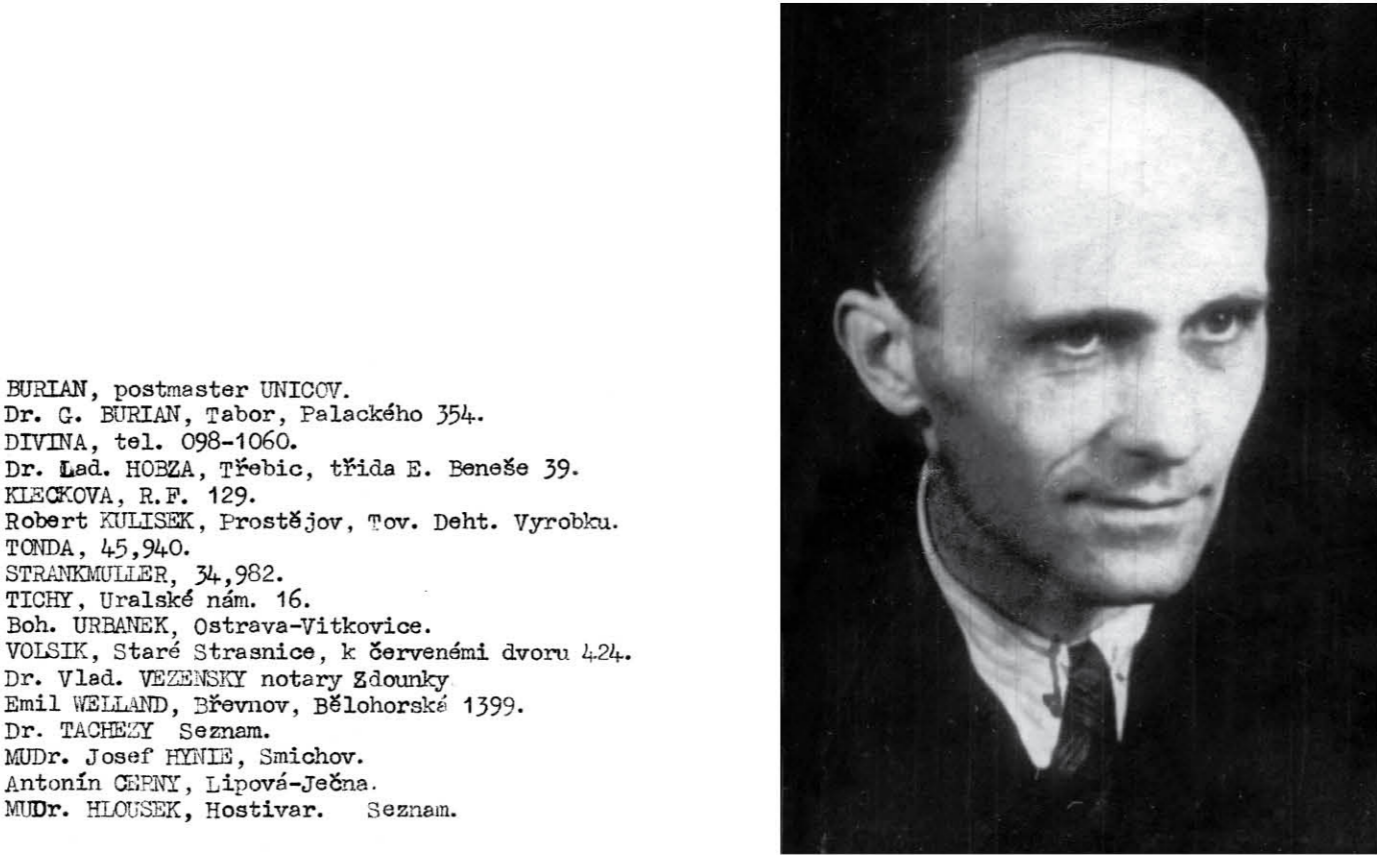 BURIAN, postmaster UNICOV.
Dr. G. BURIAN, Tabor, Palackého 354.
DIVINA, tel. 098-1060.
Dr. Lad. HOBZA, Třebic, třida E. Beneše 39.
KLECKOVA, R.F. 129.
Robert KULISEK, Prostějov, Tov. Deht. Vyrobku.
TONDA, 45,940.
STRANKMULLER, 34,982.
TICHY, Uralské nám. 16.
Boh. URBANEK, Ostrava-Vitkovice.
VOLSIK, Staré Strasnice, k červenémi dvoru 424.
Dr. Vlad. VEZENSKY notary Zdounky
Emil WELLAND, Břevnov, Bělohorská 1399.
Dr. TACHEZY Seznam.
MUDr. Josef HYNIE, Smichov.
Antonín CERNY, Lipová-Ječna.
MUDr. HLOUSEK, Hostivar. Seznam.